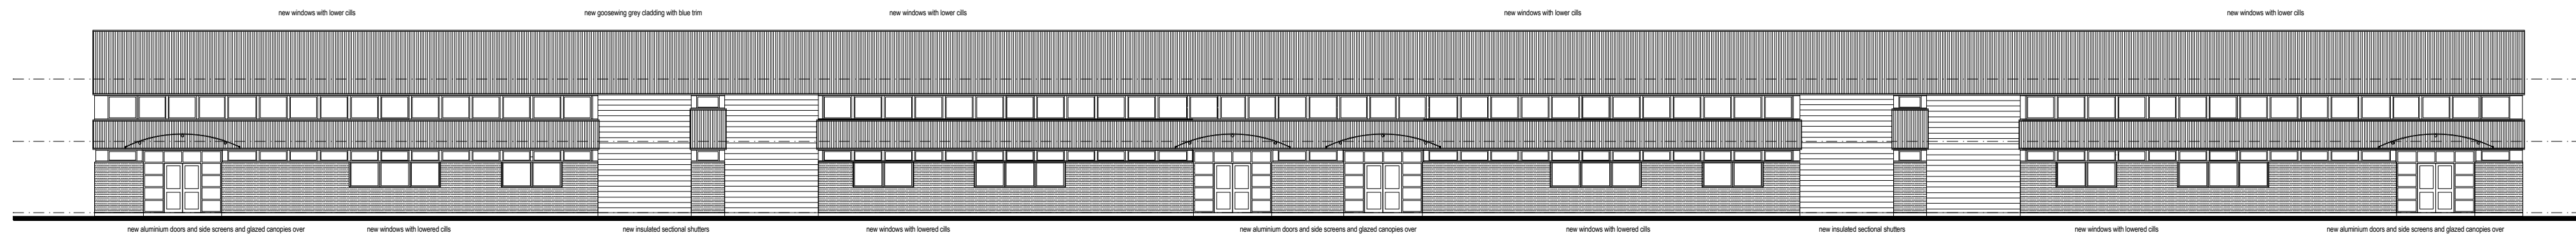 new windows with lower cills
new goosewing grey cladding with blue trim
new windows with lower cills
new windows with lower cills
new windows with lower cills
new aluminium doors and side screens and glazed canopies over
new windows with lowered cills
new insulated sectional shutters
new windows with lowered cills
new aluminium doors and side screens and glazed canopies over
new windows with lowered cills
new insulated sectional shutters
new windows with lowered cills
new aluminium doors and side screens and glazed canopies over